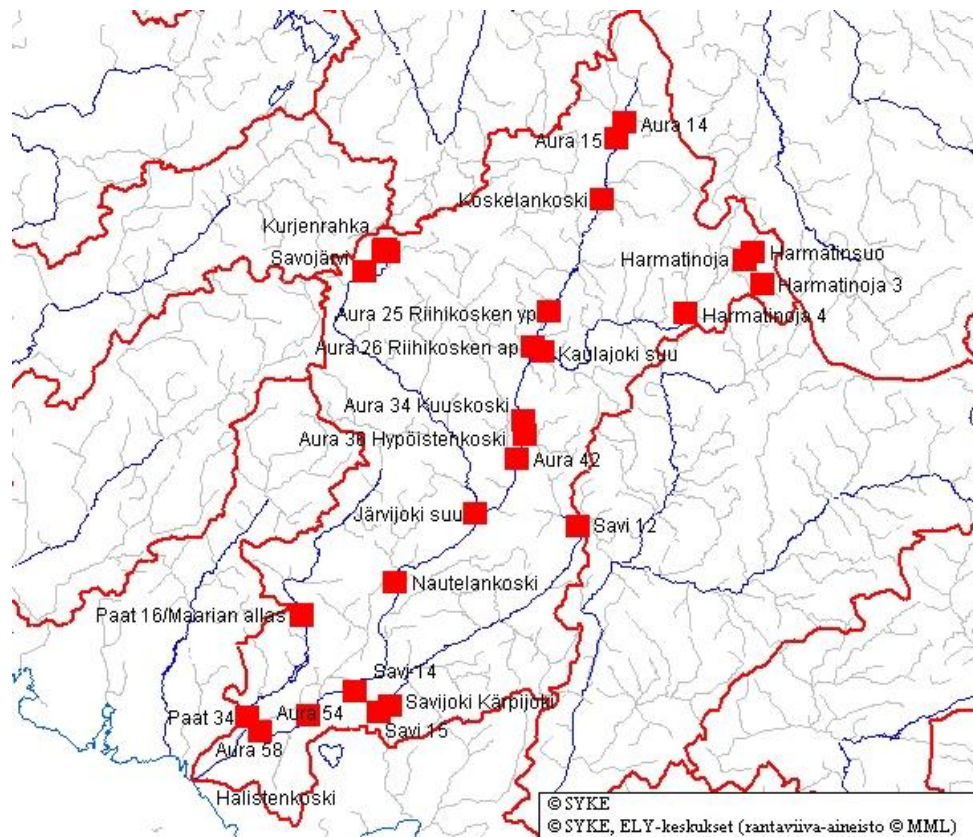 Aura 14
Aura 15
Koskelankoski
Kurjenrahka
Savojärvi
Harmatinsuo
Harmatinoja
Harmatinoja 3
Harmatinoja 4
Aura 25 Riihikosken yp
Aura 26 Riihikosken ap
Kaulajoki suu
Aura 34 Kuuskoski
Aura 36 Hypöistenkoski
Aura 42
Järvijoki suu
Savi 12
Nautelankoski
Paat 16/Maarian allas
Savi 14
Savijoki Kärpijoki
Paat 34
Aura 54
Savi 15
Aura 58
Halistenkoski
© SYKE
© SYKE, ELY-keskukset (rantaviiva-aineisto © MML)